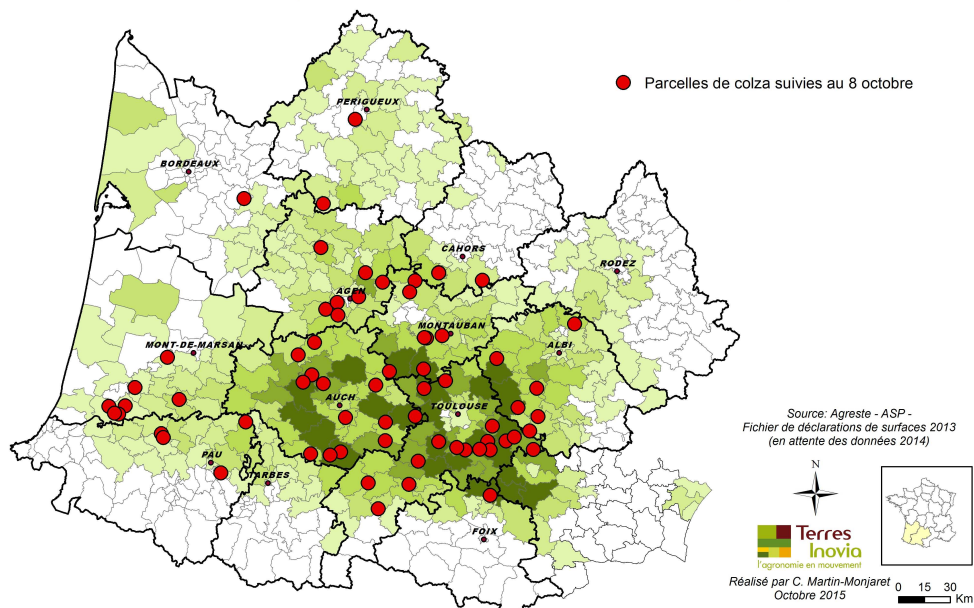 Parcelles de colza suivies au 8 octobre
PERIGUEUX
BORDEAUX
CAHORS
RODEZ
AGEN
MONTAUBAN
MONT-DE-MARSAN
ALBI
AUCH
TOULOUSE
PAU
TARBES
FOIX
Source: Agreste - ASP -
Fichier de déclarations de surfaces 2013
(en attente des données 2014)
N
Terres
Inovia
l'agronomie en mouvement
Réalisé par C. Martin-Monjaret
Octobre 2015
0 15 30
Km